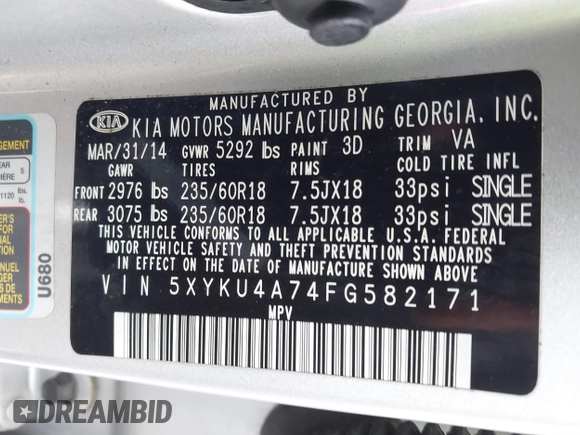 MANUFACTURED BY
KIA KIA MOTORS MANUFACTURING GEORGIA, INC.
MAR/31/14 GVWR 5292 lbs PAINT 3D TRIM VA
GAWR TIRES RIMS COLD TIRE INFL
FRONT 2976 lbs 235/60R18 7.5JX18 33psi SINGLE
REAR 3075 lbs 235/60R18 7.5JX18 33psi SINGLE
THIS VEHICLE CONFORMS TO ALL APPLICABLE U.S.A. FEDERAL
MOTOR VEHICLE SAFETY AND THEFT PREVENTION STANDARDS
IN EFFECT ON THE DATE OF MANUFACTURE SHOWN ABOVE.
VIN 5XYKU4A74FG582171
MPV
U680
DREAMBID